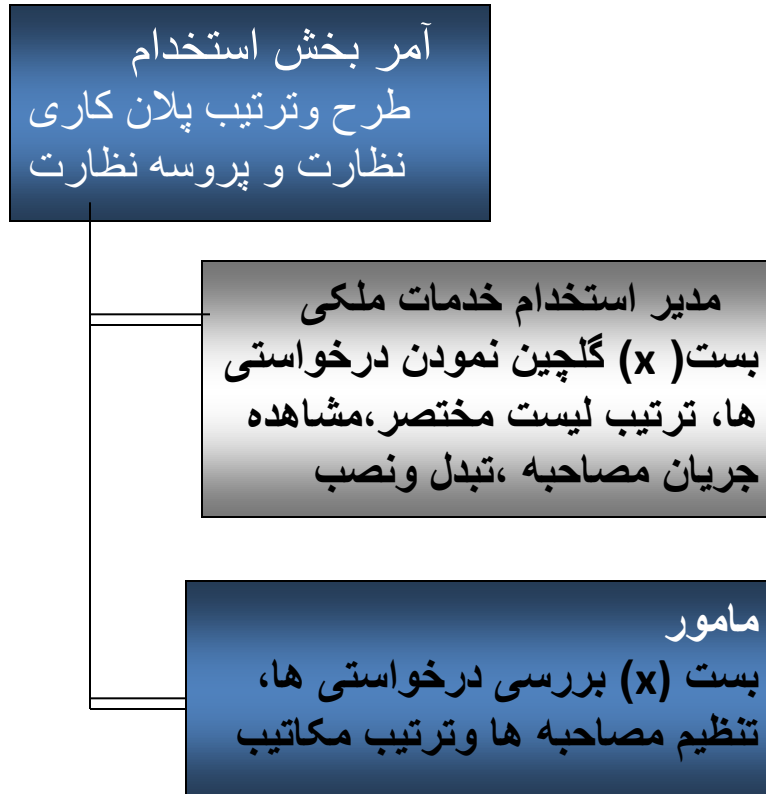 آمر بخش استخدام
طرح وترتیب پلان کاری
نظارت و پروسه نظارت
مدیر استخدام خدمات ملکی
بست( x) گلچین نمودن درخواستی
ها، ترتیب لیست مختصر،مشاهده
جریان مصاحبه ،تبدل ونصب
مامور
بست (x) بررسی درخواستی ها،
تنظیم مصاحبه ها وترتیب مکاتیب